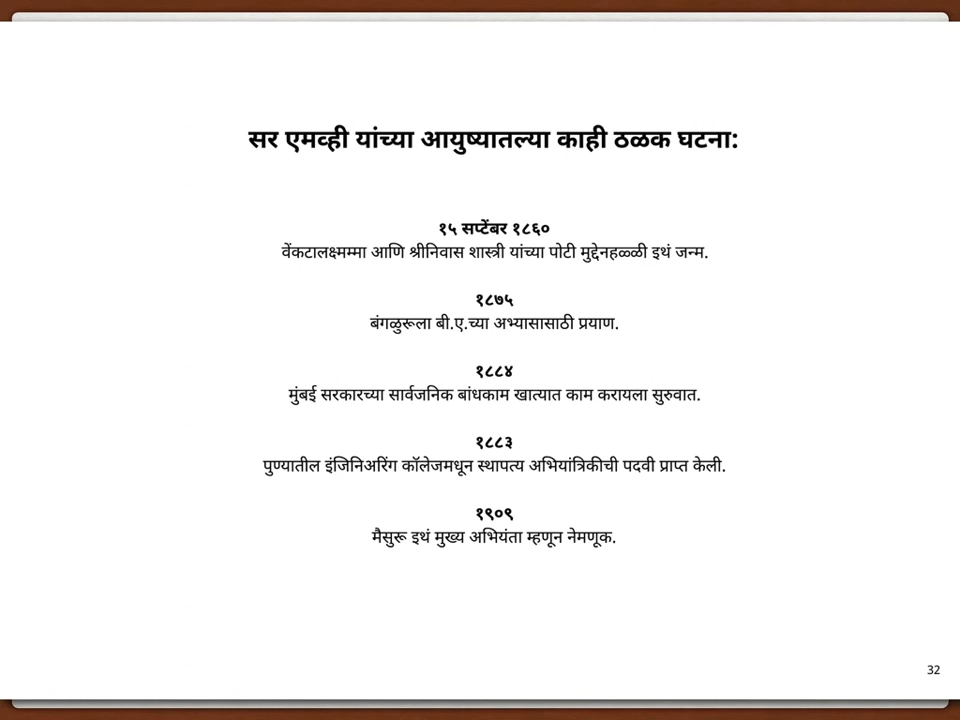 सर एमव्ही यांच्या आयुष्यातल्या काही ठळक घटना:
१५ सप्टेंबर १८६०
वेंकटालक्ष्मम्मा आणि श्रीनिवास शास्त्री यांच्या पोटी मुद्देनहळ्ळी इथं जन्म.
१८७५
बंगळुरूला बी.ए.च्या अभ्यासासाठी प्रयाण.
१८८४
मुंबई सरकारच्या सार्वजनिक बांधकाम खात्यात काम करायला सुरुवात.
१८८३
पुण्यातील इंजिनिअरिंग कॉलेजमधून स्थापत्य अभियांत्रिकीची पदवी प्राप्त केली.
१९०९
मैसुरू इथं मुख्य अभियंता म्हणून नेमणूक.
32